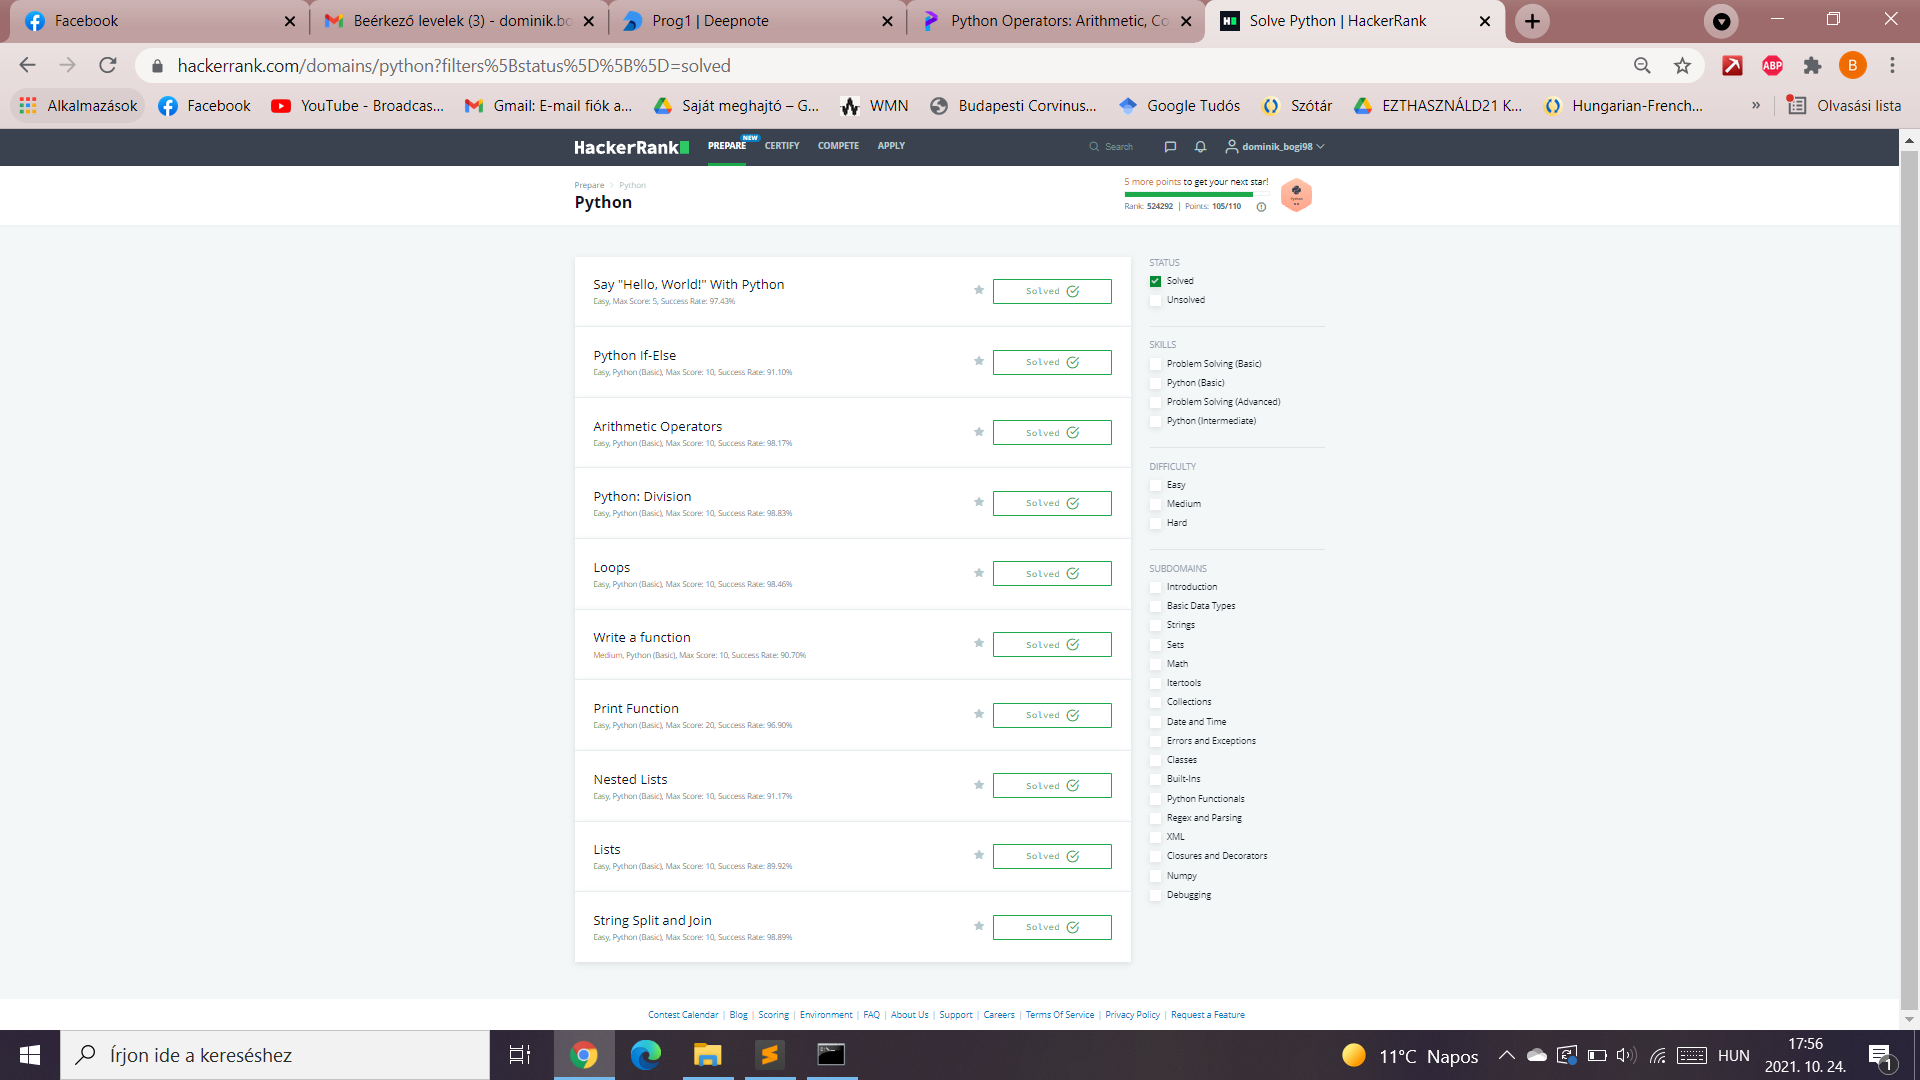 Facebook
Beérkező levelek (3) - dominik.bo
Prog1 | Deepnote
Python Operators: Arithmetic, Co
Solve Python | HackerRank
hackerrank.com/domains/python?filters%5Bstatus%5D%5B%5D=solved
ABP
B
Alkalmazások
Facebook
YouTube - Broadcas...
Gmail: E-mail fiók a...
Saját meghajtó – G...
WMN
Budapesti Corvinus...
Google Tudós
Szótár
EZTHASZNÁLD21 K...
Hungarian-French...
»
Olvasási lista
HackerRank
PREPARE
NEW
CERTIFY
COMPETE
APPLY
Search
dominik_bogi98
Prepare > Python
Python
5 more points to get your next star!
Rank: 524292 | Points: 105/110
Python
Say "Hello, World!" With Python
Easy, Max Score: 5, Success Rate: 97.43%
Solved
Python If-Else
Easy, Python (Basic), Max Score: 10, Success Rate: 91.10%
Solved
Arithmetic Operators
Easy, Python (Basic), Max Score: 10, Success Rate: 98.17%
Solved
Python: Division
Easy, Python (Basic), Max Score: 10, Success Rate: 98.83%
Solved
Loops
Easy, Python (Basic), Max Score: 10, Success Rate: 98.46%
Solved
Write a function
Medium, Python (Basic), Max Score: 10, Success Rate: 90.70%
Solved
Print Function
Easy, Python (Basic), Max Score: 20, Success Rate: 96.90%
Solved
Nested Lists
Easy, Python (Basic), Max Score: 10, Success Rate: 91.17%
Solved
Lists
Easy, Python (Basic), Max Score: 10, Success Rate: 89.92%
Solved
String Split and Join
Easy, Python (Basic), Max Score: 10, Success Rate: 98.89%
Solved
STATUS
Solved
Unsolved
SKILLS
Problem Solving (Basic)
Python (Basic)
Problem Solving (Advanced)
Python (Intermediate)
DIFFICULTY
Easy
Medium
Hard
SUBDOMAINS
Introduction
Basic Data Types
Strings
Sets
Math
Itertools
Collections
Date and Time
Errors and Exceptions
Classes
Built-Ins
Python Functionals
Regex and Parsing
XML
Closures and Decorators
Numpy
Debugging
Contest Calendar | Blog | Scoring | Environment | FAQ | About Us | Support | Careers | Terms Of Service | Privacy Policy | Request a Feature
Írjon ide a kereséshez
11°C Napos
HUN
17:56
2021. 10. 24.
1